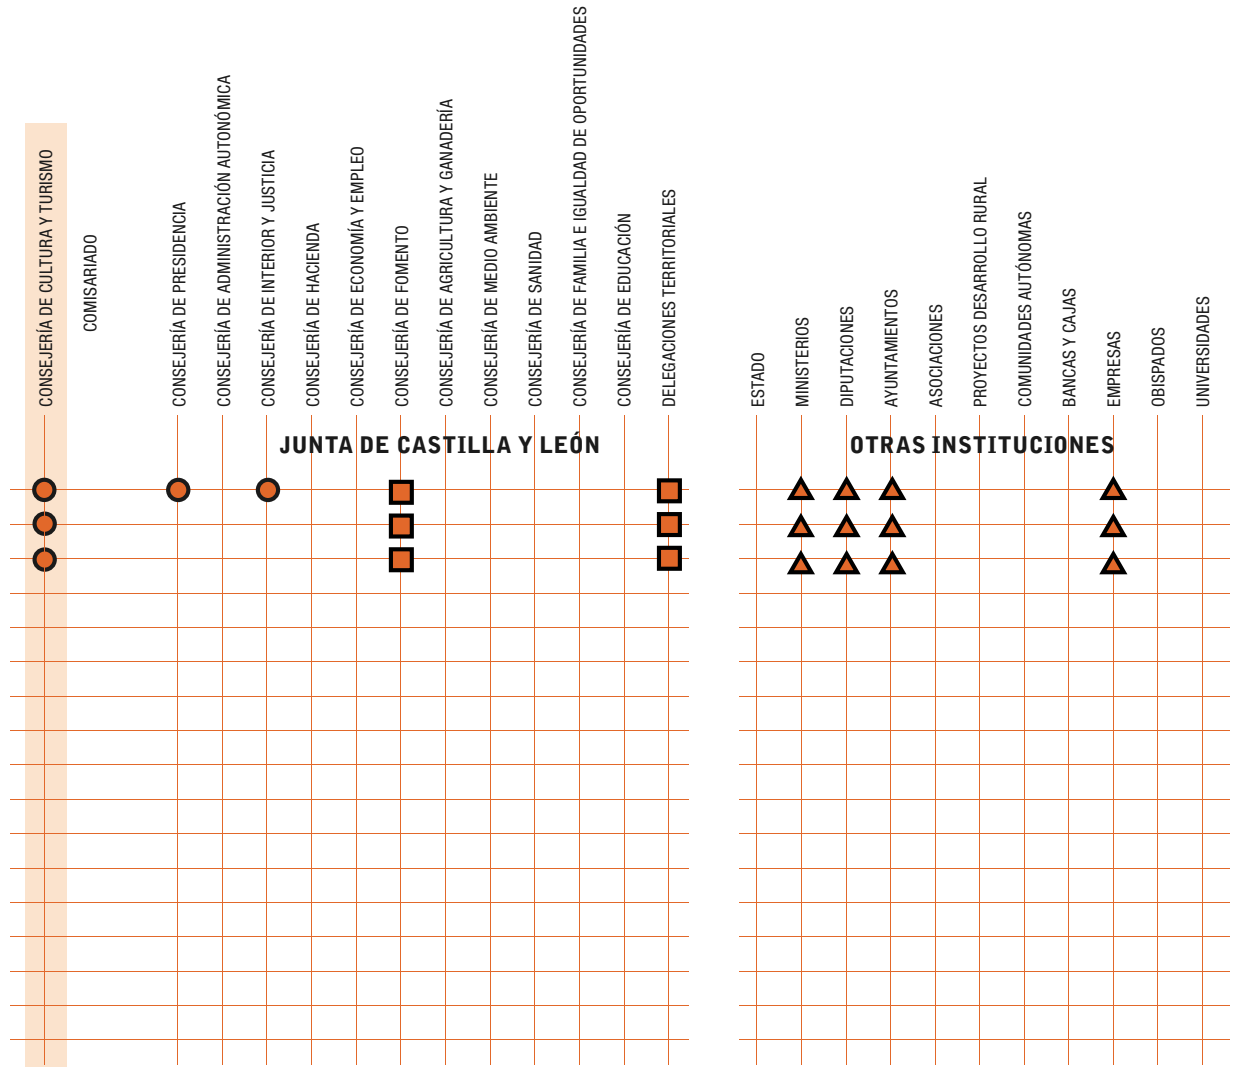 CONSEJERÍA DE CULTURA Y TURISMO
COMISARIADO
CONSEJERÍA DE PRESIDENCIA
CONSEJERÍA DE ADMINISTRACIÓN AUTONÓMICA
CONSEJERÍA DE INTERIOR Y JUSTICIA
CONSEJERÍA DE HACIENDA
CONSEJERÍA DE ECONOMÍA Y EMPLEO
CONSEJERÍA DE FOMENTO
CONSEJERÍA DE AGRICULTURA Y GANADERÍA
CONSEJERÍA DE MEDIO AMBIENTE
CONSEJERÍA DE SANIDAD
CONSEJERÍA DE FAMILIA E IGUALDAD DE OPORTUNIDADES
CONSEJERÍA DE EDUCACIÓN
DELEGACIONES TERRITORIALES
ESTADO
MINISTERIOS
DIPUTACIONES
AYUNTAMIENTOS
ASOCIACIONES
PROYECTOS DESARROLLO RURAL
COMUNIDADES AUTÓNOMAS
BANCAS Y CAJAS
EMPRESAS
OBISPADOS
UNIVERSIDADES
JUNTA DE CASTILLA Y LEÓN
OTRAS INSTITUCIONES